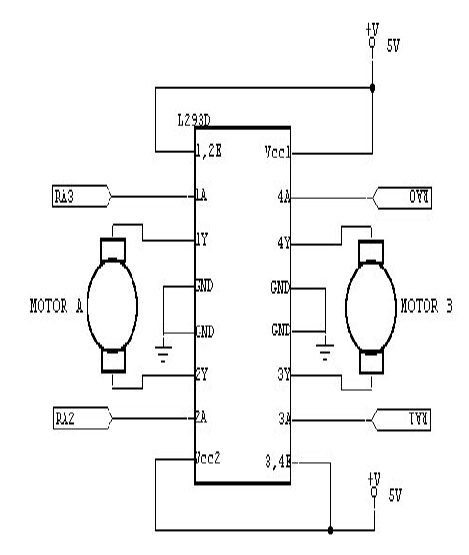 +V
5V
L293D
1,2E
Vcc1
RA3
1A
4A
RA0
1Y
4Y
GND
GND
MOTOR A
MOTOR B
GND
GND
2Y
3Y
RA2
2A
3A
RA1
Vcc2
3,4E
+V
5V